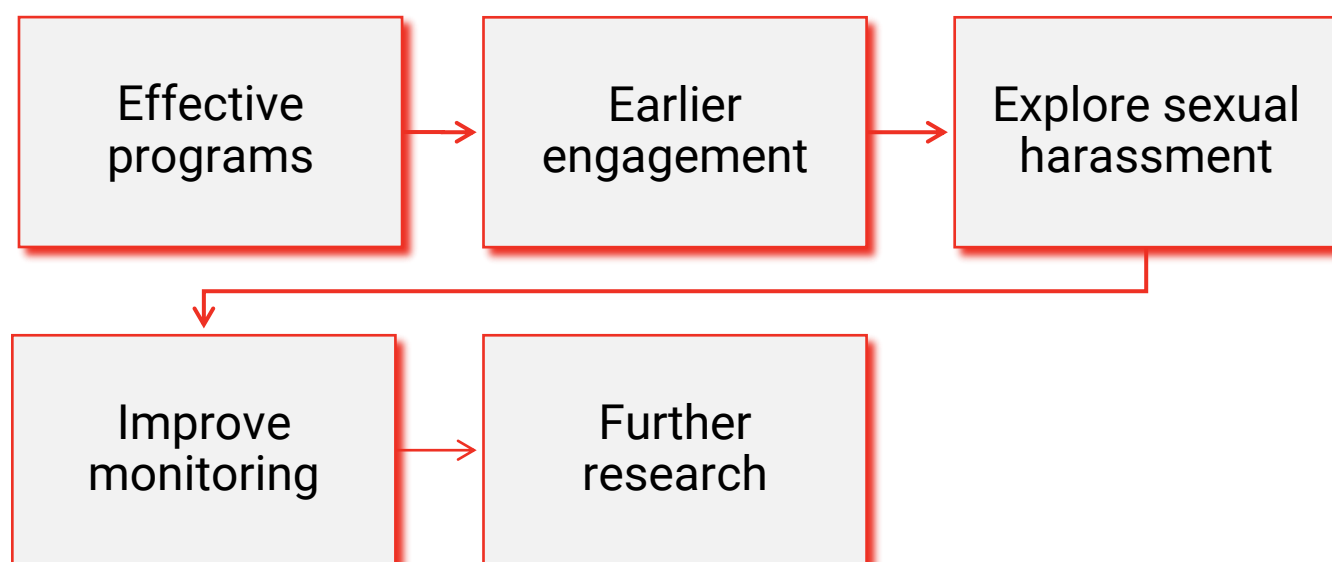 Effective
programs
Earlier
engagement
Explore sexual
harassment
Improve
monitoring
Further
research